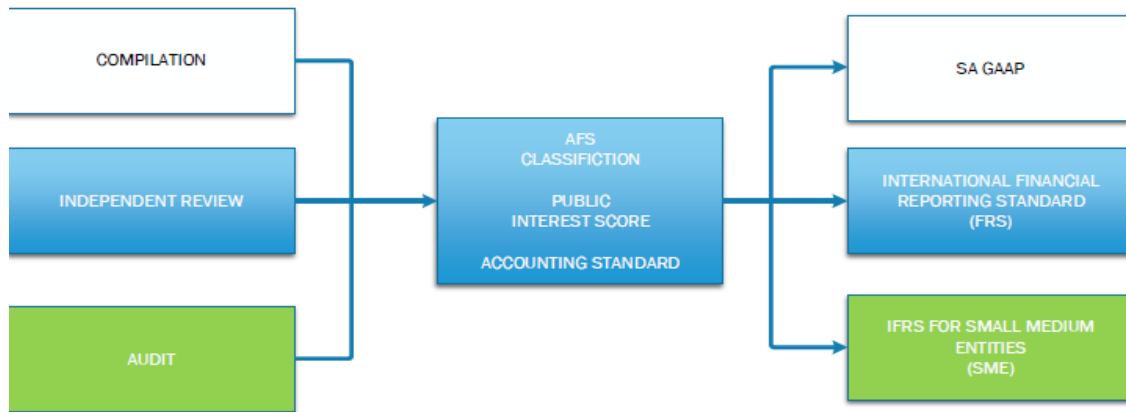 COMPILATION
INDEPENDENT REVIEW
AUDIT
AFS
CLASSIFICTION
PUBLIC
INTEREST SCORE
ACCOUNTING STANDARD
SA GAAP
INTERNATIONAL FINANCIAL
REPORTING STANDARD
(FRS)
IFRS FOR SMALL MEDIUM
ENTITIES
(SME)